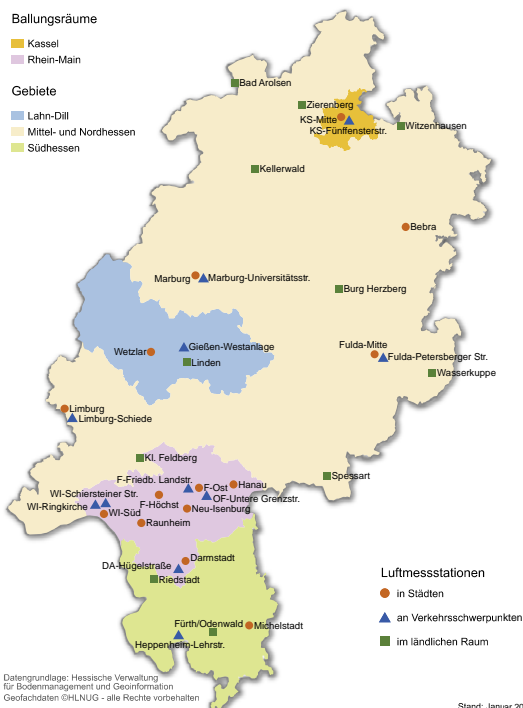 Ballungsräume
Kassel
Rhein-Main
Gebiete
Lahn-Dill
Mittel- und Nordhessen
Südhessen
Bad Arolsen
Zierenberg
KS-Mitte
KS-Fünffensterstr.
Witzenhausen
Kellerwald
Bebra
Marburg
Marburg-Universitätsstr.
Burg Herzberg
Wetzlar
Gießen-Westanlage
Linden
Fulda-Mitte
Fulda-Petersberger Str.
Wasserkuppe
Limburg
Limburg-Schiede
Kl. Feldberg
Spessart
F-Friedb. Landstr.
F-Ost
Hanau
WI-Schiersteiner Str.
OF-Untere Grenzstr.
WI-Ringkirche
F-Höchst
Neu-Isenburg
WI-Süd
Raunheim
Darmstadt
DA-Hügelstraße
Riedstadt
Fürth/Odenwald
Michelstadt
Heppenheim-Lehrstr.
Luftmessstationen
in Städten
an Verkehrsschwerpunkten
im ländlichen Raum
Datengrundlage: Hessische Verwaltung
für Bodenmanagement und Geoinformation
Geofachdaten ©HLNUG - alle Rechte vorbehalten
Stand: Januar 20